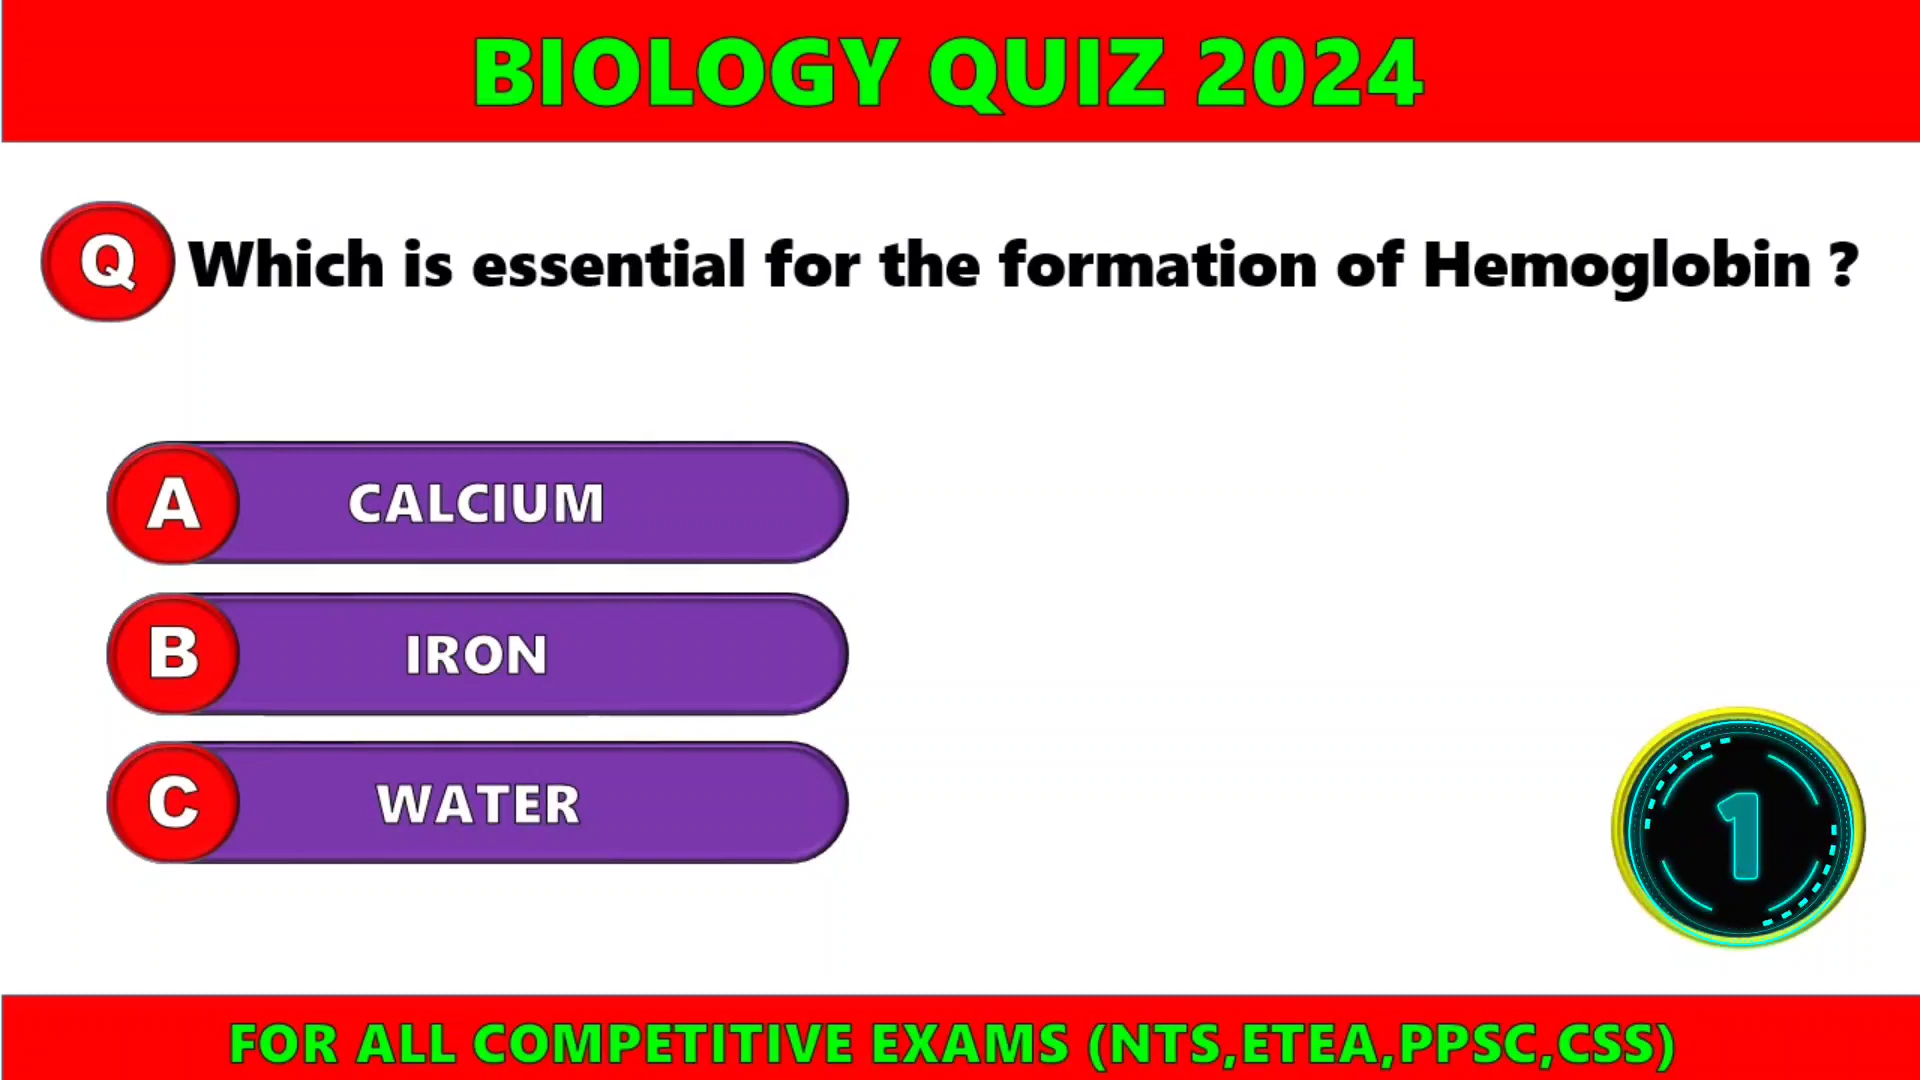 BIOLOGY QUIZ 2024
Q Which is essential for the formation of Hemoglobin ?
A CALCIUM
B IRON
C WATER
1
FOR ALL COMPETITIVE EXAMS (NTS,ETEA,PPSC,CSS)